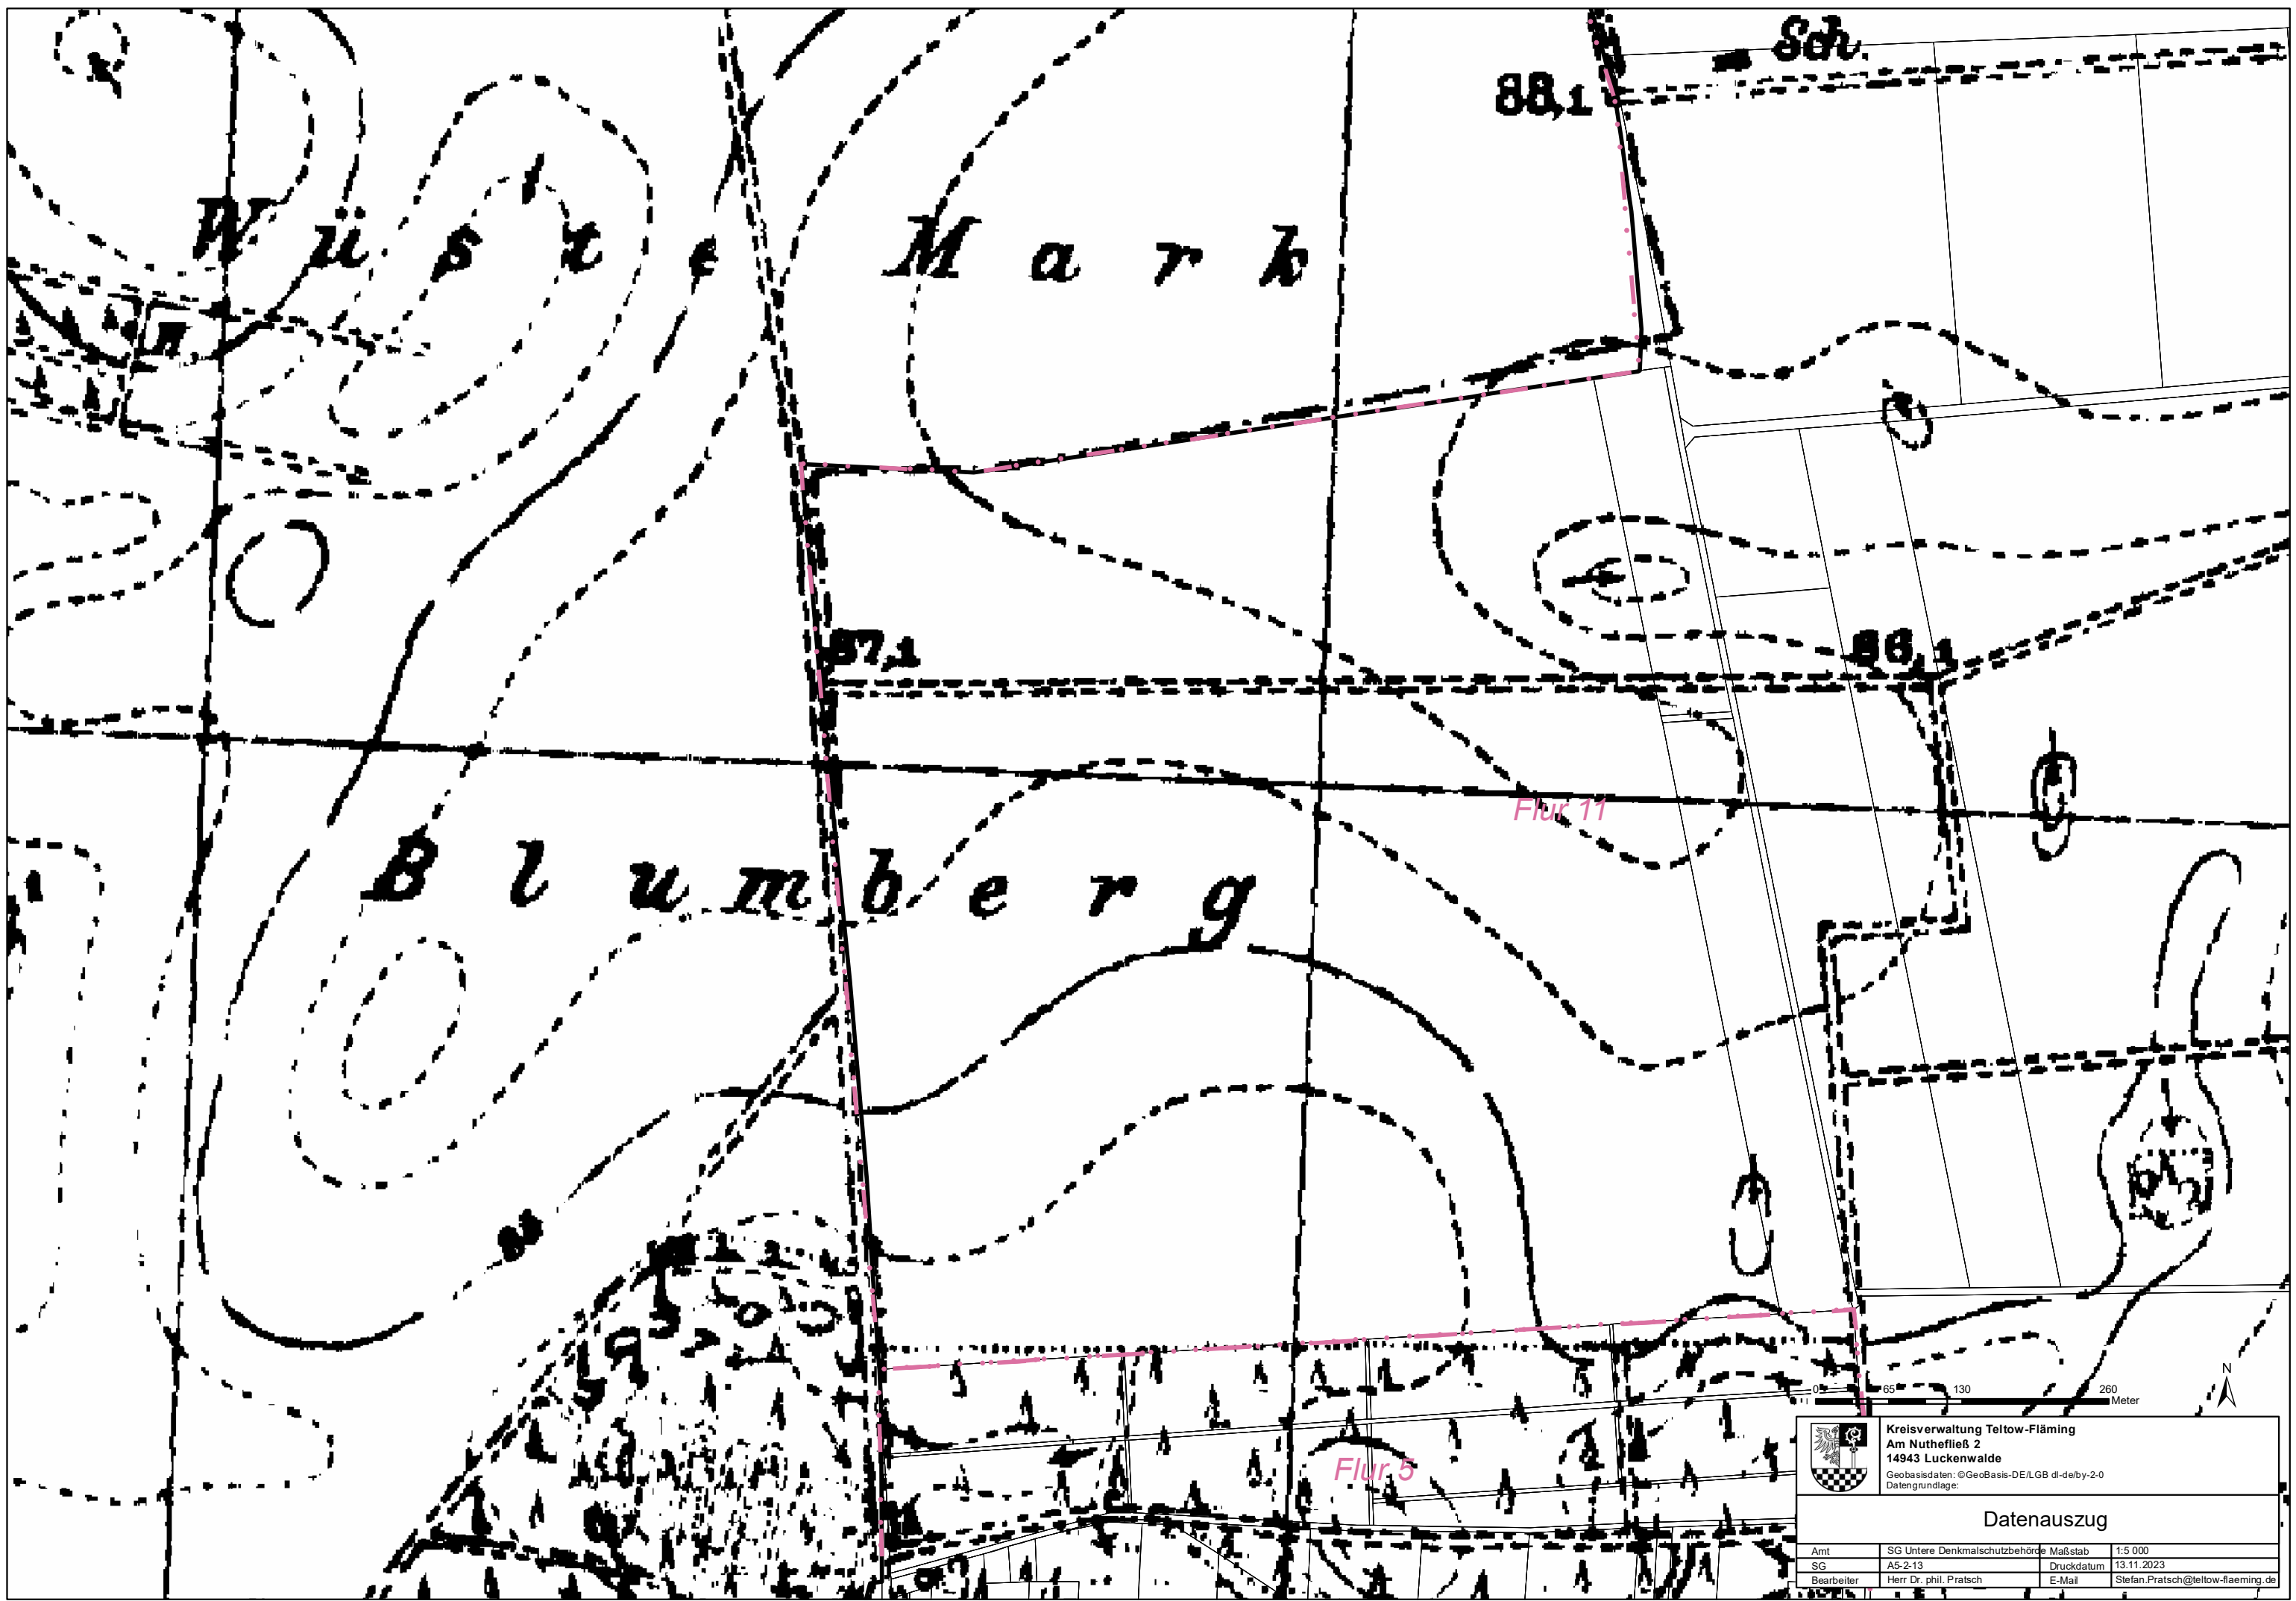 Sch.
88,1
Wüste Mark
87,1
86,1
Flur 11
Blumberg
Flur 5
N
0 65 130 260
Meter
Kreisverwaltung Teltow-Fläming
Am Nuthefließ 2
14943 Luckenwalde
Geobasisdaten: ©GeoBasis-DE/LGB dl-de/by-2-0
Datengrundlage:
Datenauszug
Amt SG Untere Denkmalschutzbehörde Maßstab 1:5 000
SG A5-2-13 Druckdatum 13.11.2023
Bearbeiter Herr Dr. phil. Pratsch E-Mail Stefan.Pratsch@teltow-flaeming.de